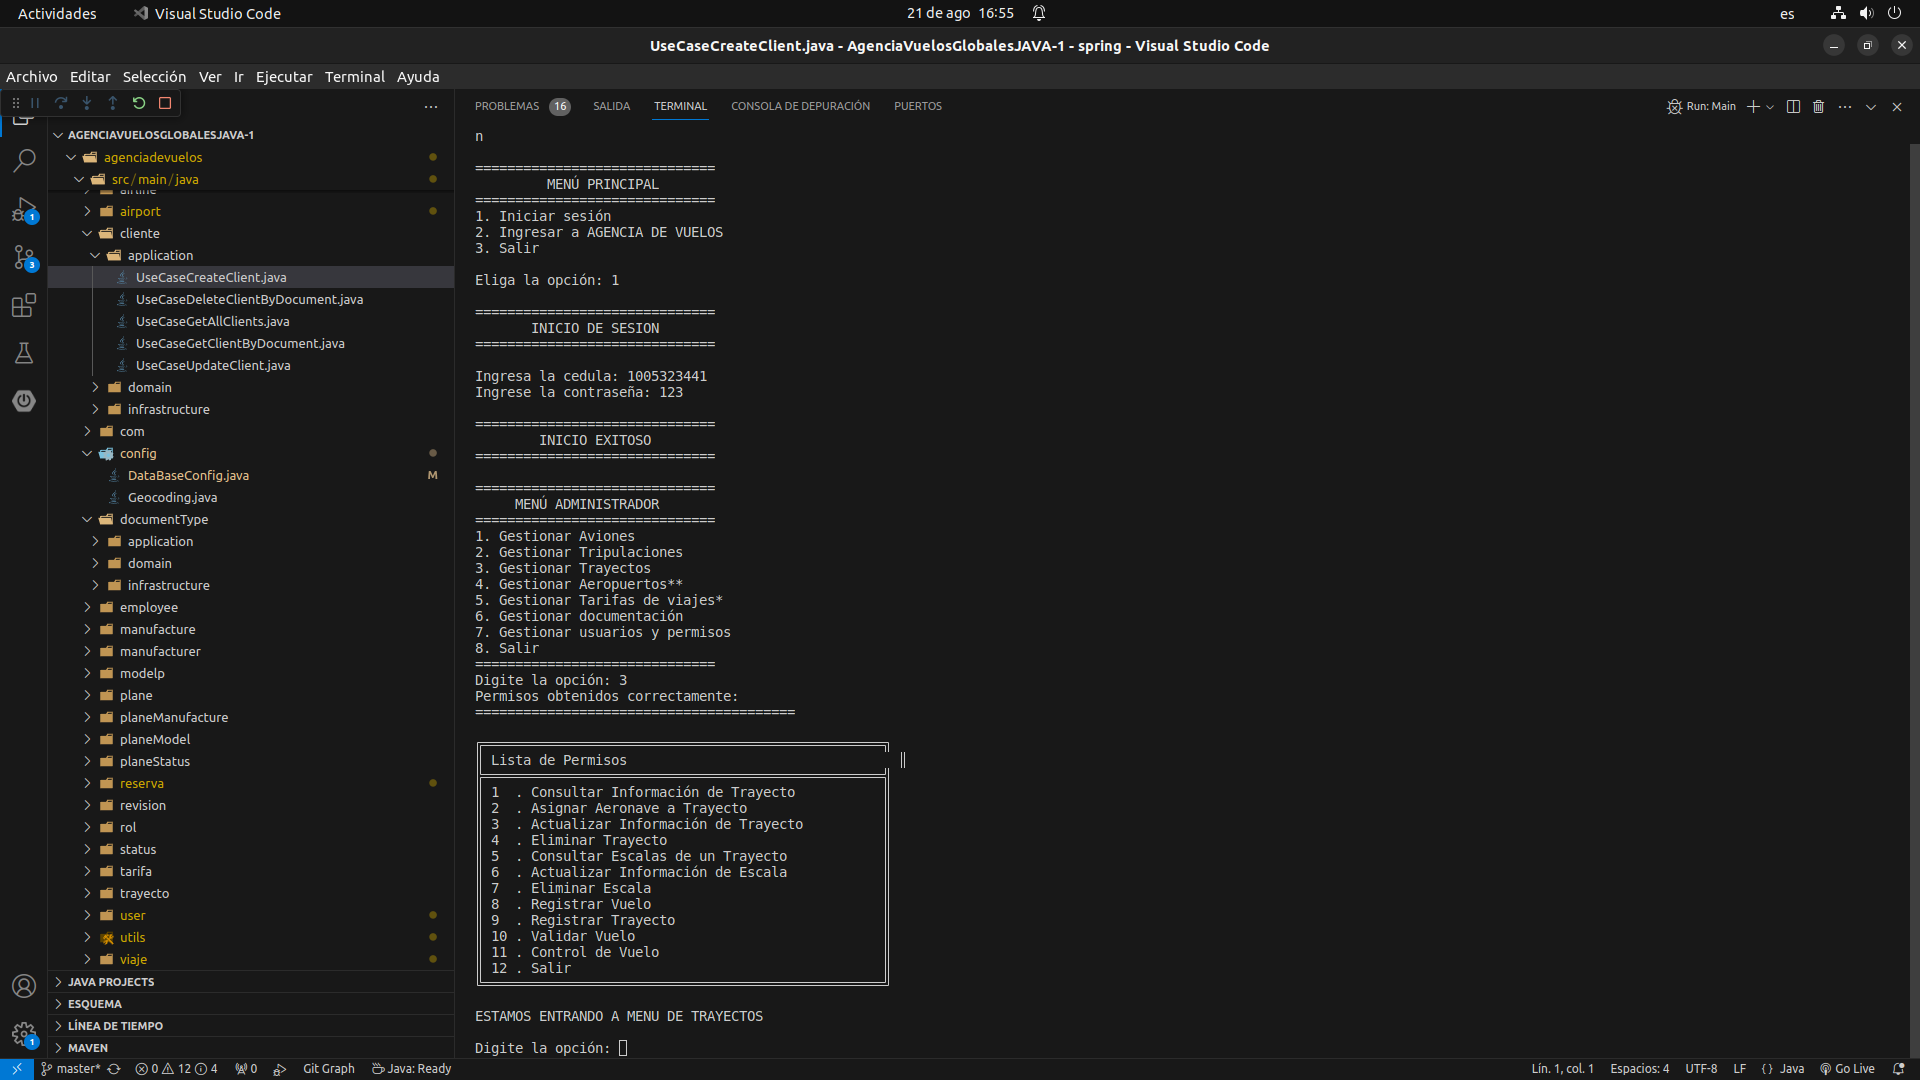 Actividades
Visual Studio Code
21 de ago 16:55
es
UseCaseCreateClient.java - AgenciaVuelosGlobalesJAVA-1 - spring - Visual Studio Code
Archivo Editar Selección Ver Ir Ejecutar Terminal Ayuda
PROBLEMAS 16 SALIDA TERMINAL CONSOLA DE DEPURACIÓN PUERTOS
Run: Main
AGENCIAVUELOSGLOBALESJAVA-1
agenciadevuelos
src/main/java
airline
airport
cliente
application
UseCaseCreateClient.java
UseCaseDeleteClientByDocument.java
UseCaseGetAllClients.java
UseCaseGetClientByDocument.java
UseCaseUpdateClient.java
domain
infrastructure
com
config
DataBaseConfig.java M
Geocoding.java
documentType
application
domain
infrastructure
employee
manufacture
manufacturer
modelp
plane
planeManufacture
planeModel
planeStatus
reserva
revision
rol
status
tarifa
trayecto
user
utils
viaje
JAVA PROJECTS
ESQUEMA
LÍNEA DE TIEMPO
MAVEN
1
3
1
n
==============================
MENÚ PRINCIPAL
==============================
1. Iniciar sesión
2. Ingresar a AGENCIA DE VUELOS
3. Salir
Eliga la opción: 1
==============================
INICIO DE SESION
==============================
Ingresa la cedula: 1005323441
Ingrese la contraseña: 123
==============================
INICIO EXITOSO
==============================
==============================
MENÚ ADMINISTRADOR
==============================
1. Gestionar Aviones
2. Gestionar Tripulaciones
3. Gestionar Trayectos
4. Gestionar Aeropuertos**
5. Gestionar Tarifas de viajes*
6. Gestionar documentación
7. Gestionar usuarios y permisos
8. Salir
==============================
Digite la opción: 3
Permisos obtenidos correctamente:
========================================
Lista de Permisos ║
1 . Consultar Información de Trayecto
2 . Asignar Aeronave a Trayecto
3 . Actualizar Información de Trayecto
4 . Eliminar Trayecto
5 . Consultar Escalas de un Trayecto
6 . Actualizar Información de Escala
7 . Eliminar Escala
8 . Registrar Vuelo
9 . Registrar Trayecto
10 . Validar Vuelo
11 . Control de Vuelo
12 . Salir
ESTAMOS ENTRANDO A MENU DE TRAYECTOS
Digite la opción:
master* 0 12 4 0 Git Graph Java: Ready
Lín. 1, col. 1 Espacios: 4 UTF-8 LF {} Java Go Live